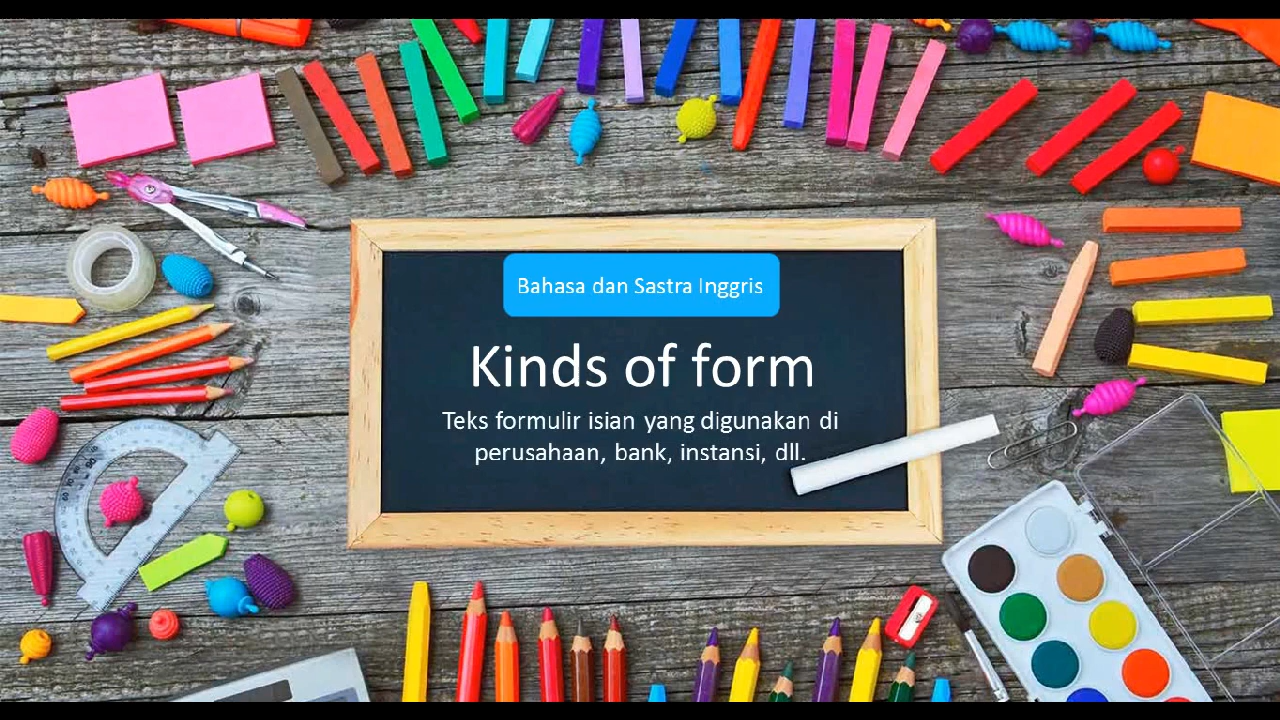 Bahasa dan Sastra Inggris
Kinds of form
Teks formulir isian yang digunakan di
perusahaan, bank, instansi, dll.